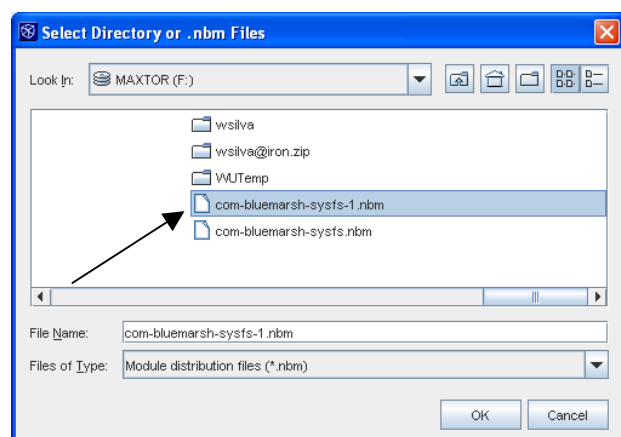 Select Directory or .nbm Files
Look In: MAXTOR (F:)
wsilva
wsilva@iron.zip
WUTemp
com-bluemarsh-sysfs-1.nbm
com-bluemarsh-sysfs.nbm
File Name: com-bluemarsh-sysfs-1.nbm
Files of Type: Module distribution files (*.nbm)
OK Cancel